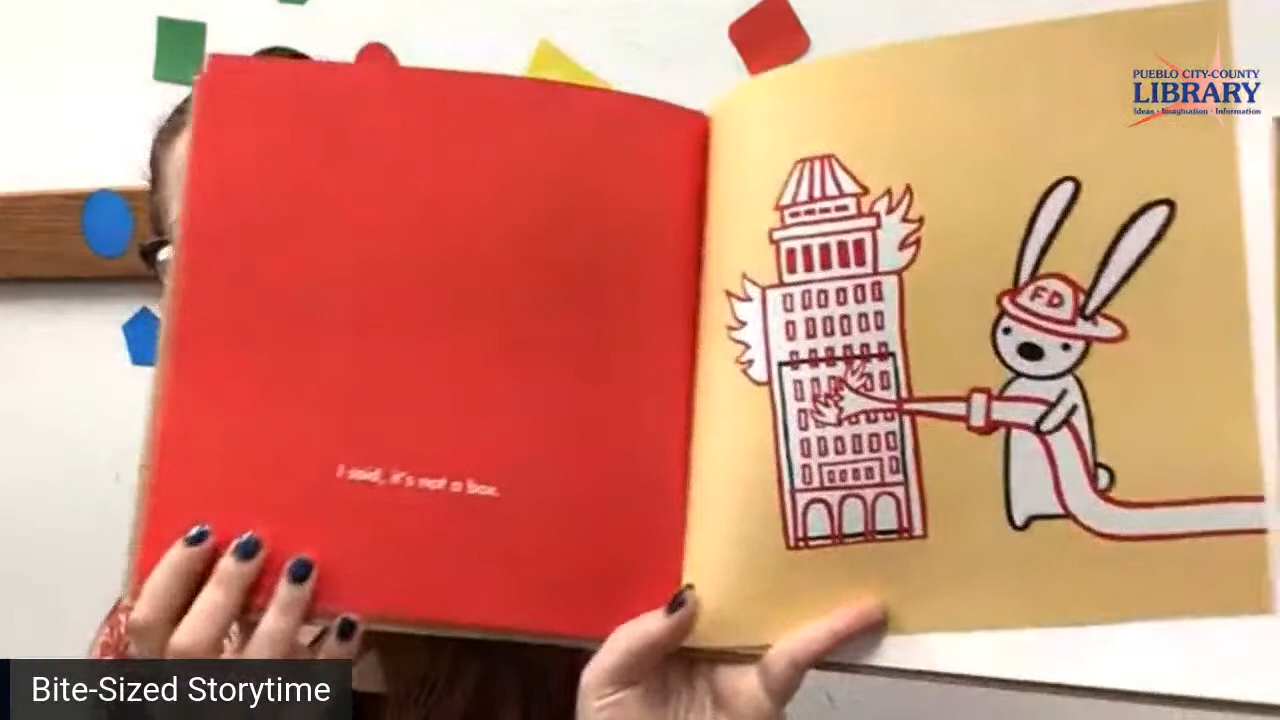 PUEBLO CITY-COUNTY
LIBRARY
Ideas · Imagination · Information
FD
I said, it's not a box.
Bite-Sized Storytime